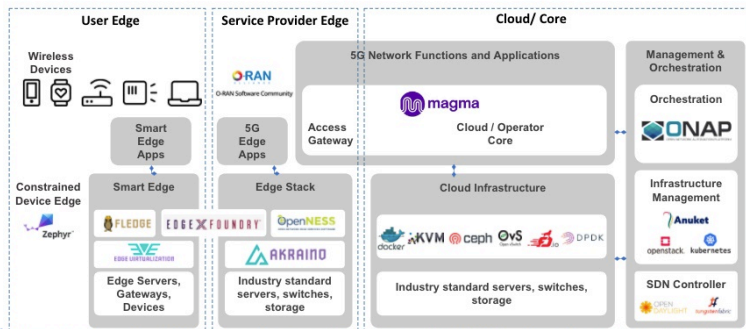 User Edge
Service Provider Edge
Cloud/ Core
Wireless
Devices
O-RAN
O-RAN Software Community
5G Network Functions and Applications
magma
Access
Gateway
Cloud / Operator
Core
Management &
Orchestration
Orchestration
ONAP
Smart
Edge
Apps
5G
Edge
Apps
Constrained
Device Edge
Zephyr
Smart Edge
FLEDGE
EDGE X FOUNDRY
EDGE VIRTUALIZATION
Edge Servers,
Gateways,
Devices
Edge Stack
OpenNESS
AKRAINO
Industry standard
servers, switches,
storage
Cloud Infrastructure
docker
KVM
ceph
OvS
Open vSwitch
DPDK
Industry standard servers, switches,
storage
Infrastructure
Management
Anuket
openstack.
kubernetes
SDN Controller
OPEN
DAYLIGHT
tungstenfabric